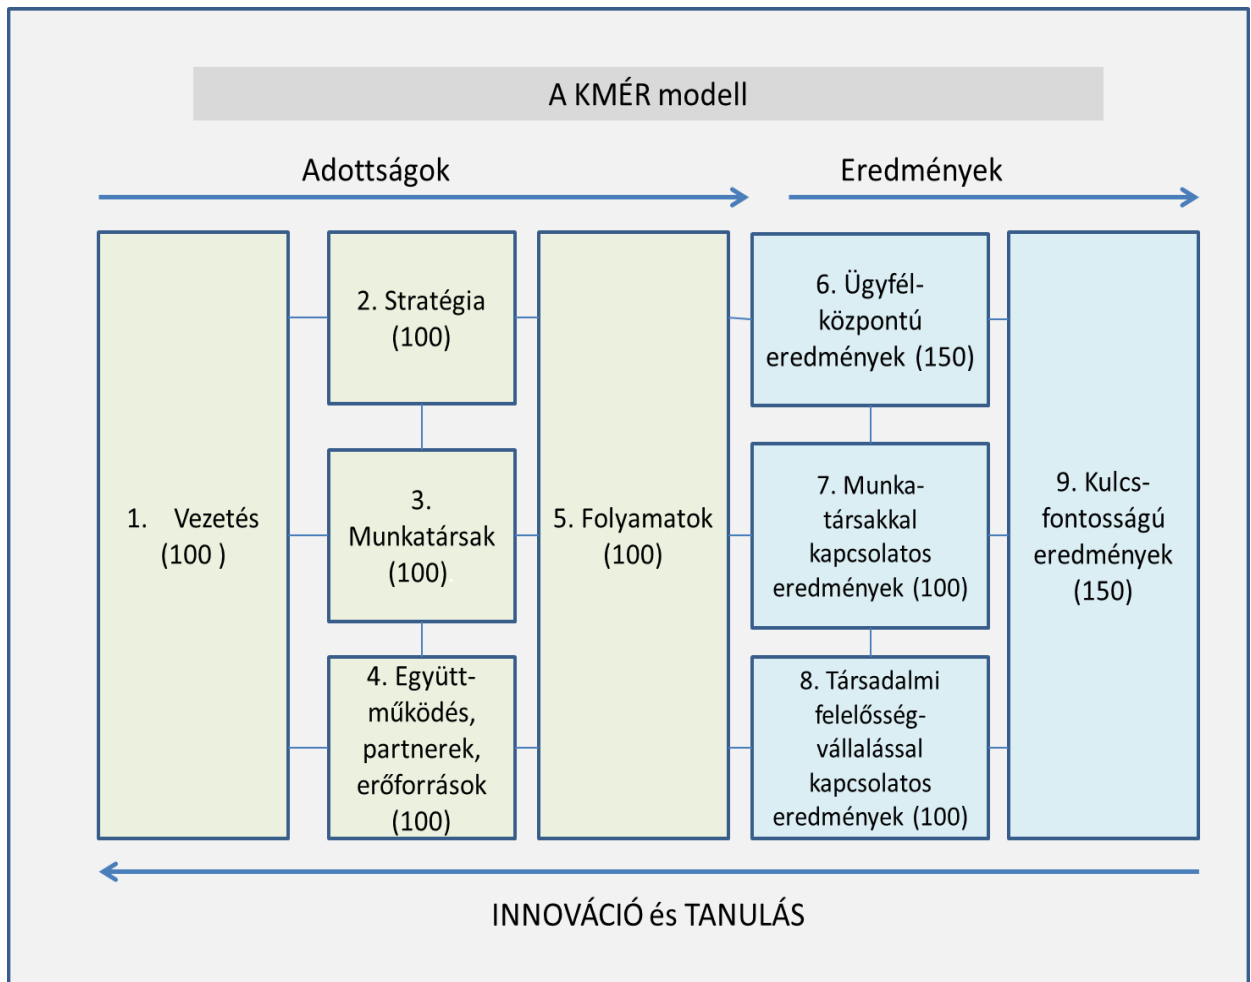 A KMÉR modell
Adottságok
Eredmények
1. Vezetés
(100 )
2. Stratégia
(100)
3.
Munkatársak
(100)
4. Együtt-
működés,
partnerek,
erőforrások
(100)
5. Folyamatok
(100)
6. Ügyfél-
központú
eredmények (150)
7. Munka-
társakkal
kapcsolatos
eredmények (100)
8. Társadalmi
felelősség-
vállalással
kapcsolatos
eredmények (100)
9. Kulcs-
fontosságú
eredmények
(150)
INNOVÁCIÓ és TANULÁS